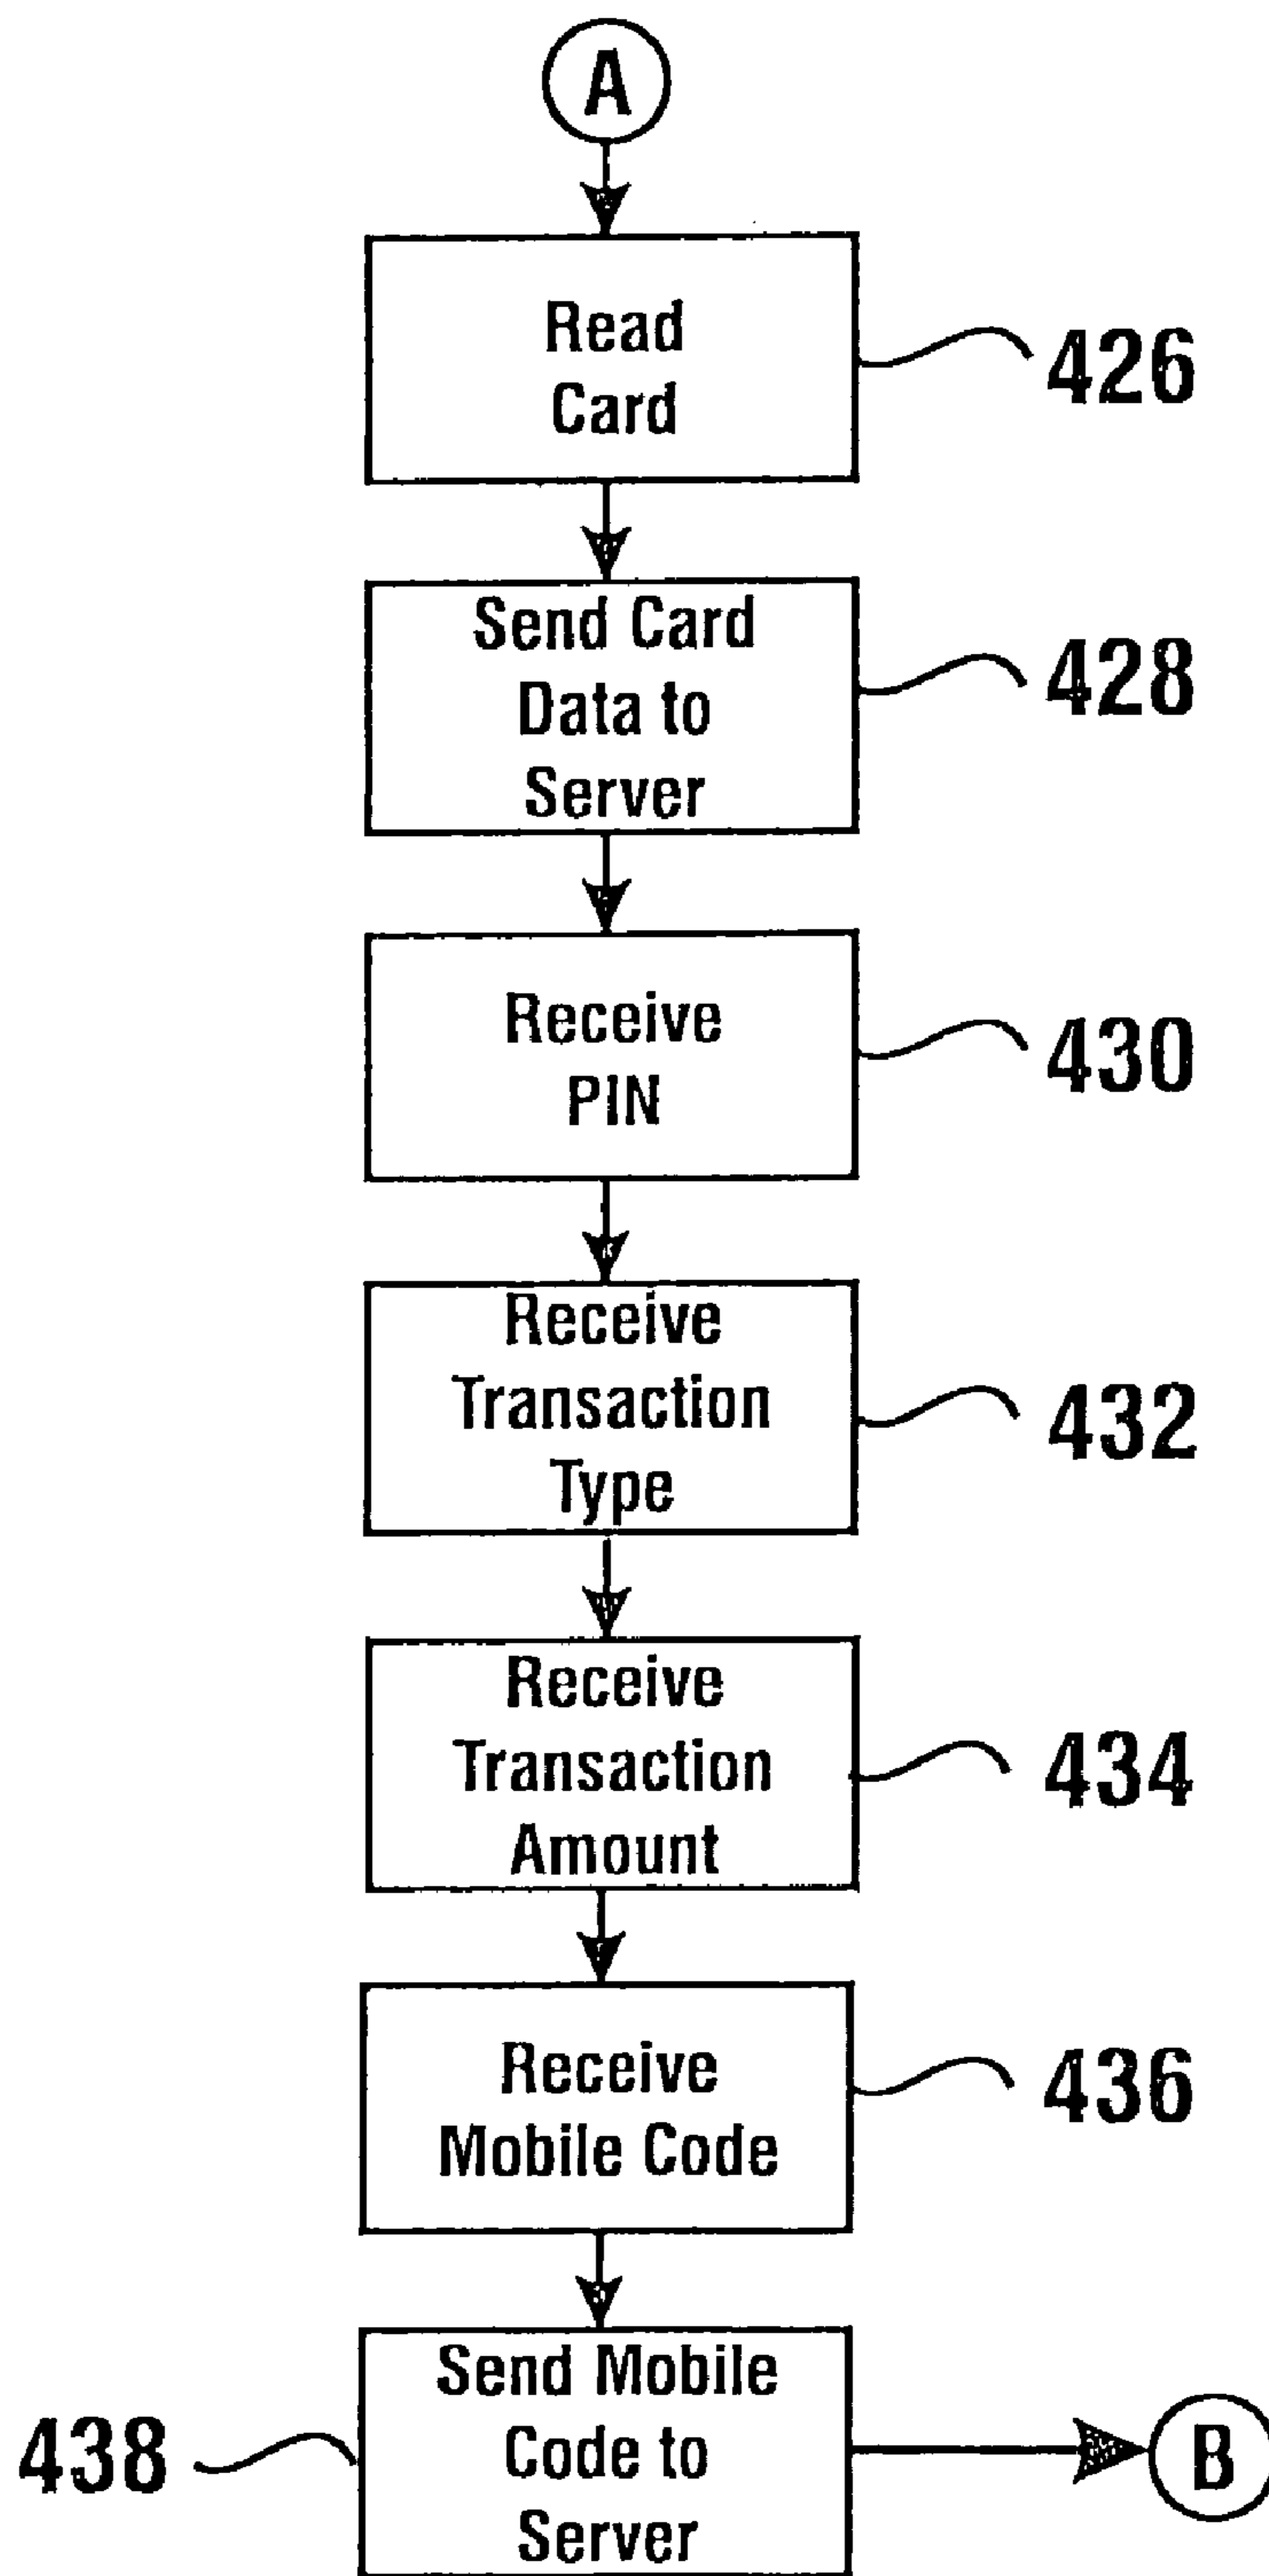 A
Read
Card
426
Send Card
Data to
Server
428
Receive
PIN
430
Receive
Transaction
Type
432
Receive
Transaction
Amount
434
Receive
Mobile Code
436
Send Mobile
Code to
Server
438
B